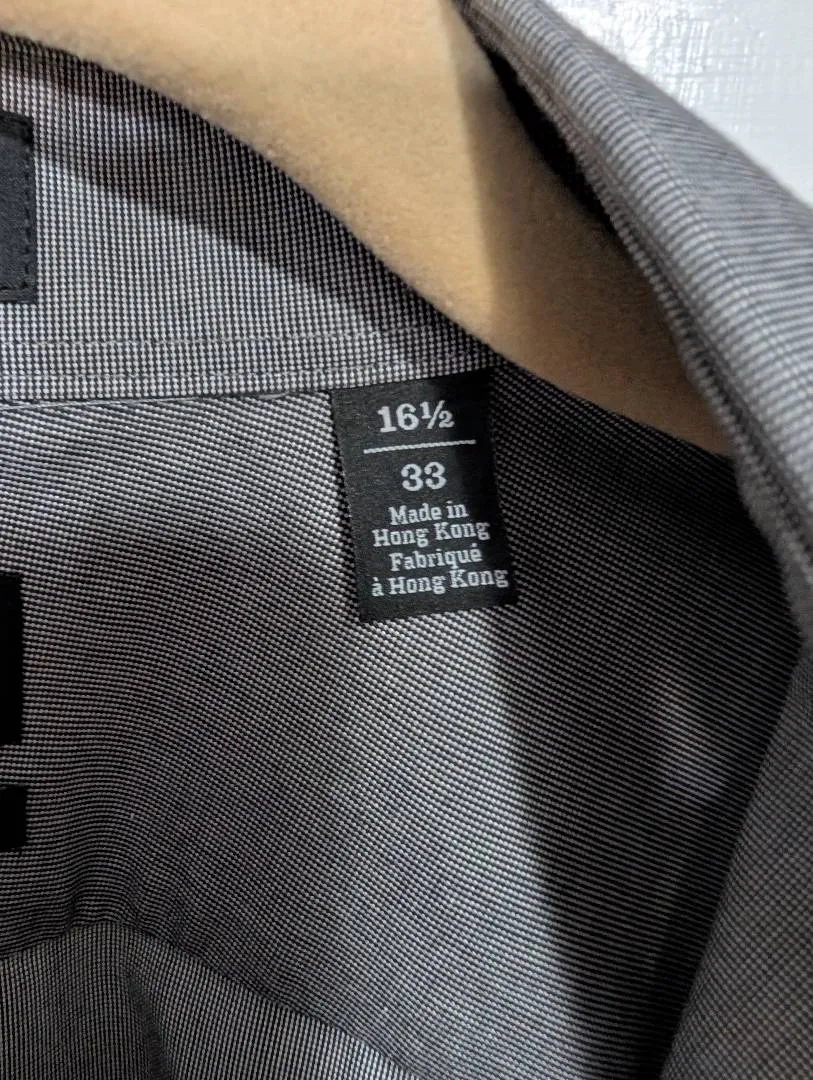 16½
33
Made in
Hong Kong
Fabriqué
à Hong Kong